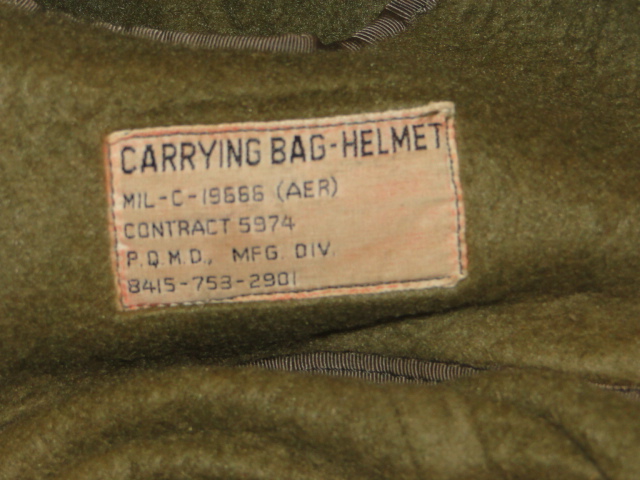 CARRYING BAG-HELMET
MIL-C-19666 (AER)
CONTRACT 5974
P.Q.M.D., MFG. DIV.
8415-753-2901